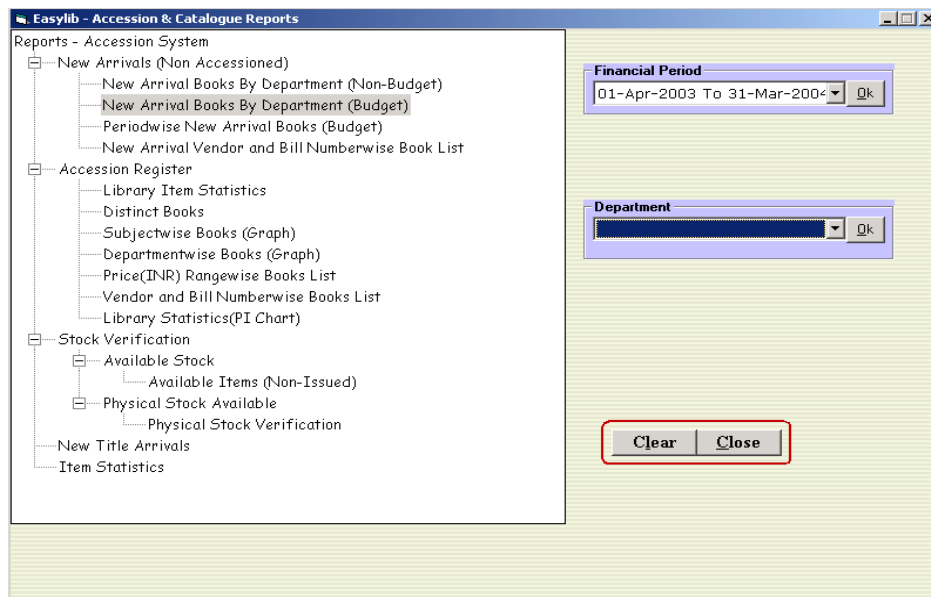 Easylib - Accession & Catalogue Reports
Reports - Accession System
New Arrivals (Non Accessioned)
New Arrival Books By Department (Non-Budget)
New Arrival Books By Department (Budget)
Periodwise New Arrival Books (Budget)
New Arrival Vendor and Bill Numberwise Book List
Accession Register
Library Item Statistics
Distinct Books
Subjectwise Books (Graph)
Departmentwise Books (Graph)
Price(INR) Rangewise Books List
Vendor and Bill Numberwise Books List
Library Statistics(PI Chart)
Stock Verification
Available Stock
Available Items (Non-Issued)
Physical Stock Available
Physical Stock Verification
New Title Arrivals
Item Statistics
Financial Period
01-Apr-2003 To 31-Mar-2004 Ok
Department
Ok
Clear Close